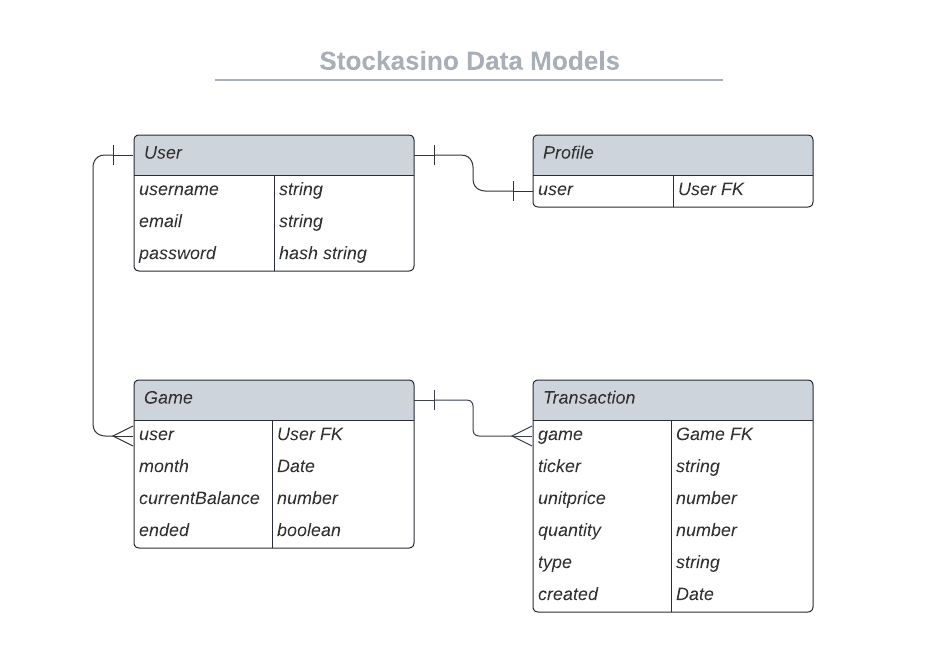 Stockasino Data Models
User
username string
email string
password hash string
Profile
user User FK
Game
user User FK
month Date
currentBalance number
ended boolean
Transaction
game Game FK
ticker string
unitprice number
quantity number
type string
created Date